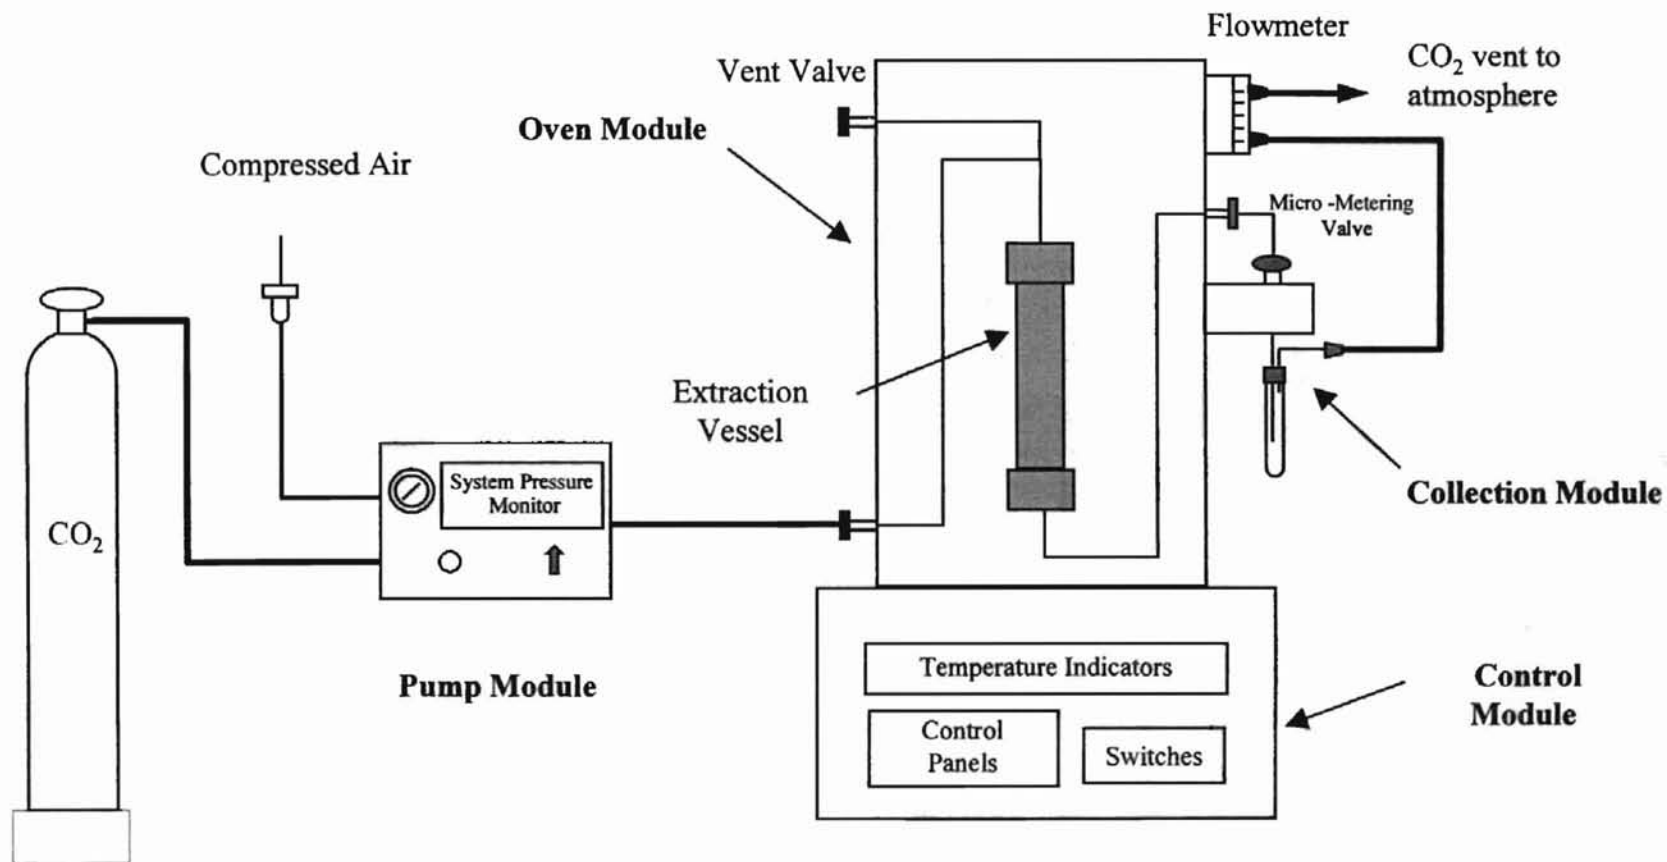 Flowmeter
CO₂ vent to
atmosphere
Vent Valve
Oven Module
Compressed Air
Micro -Metering
Valve
Extraction
Vessel
System Pressure
Monitor
CO₂
Collection Module
Pump Module
Temperature Indicators
Control
Panels
Switches
Control
Module